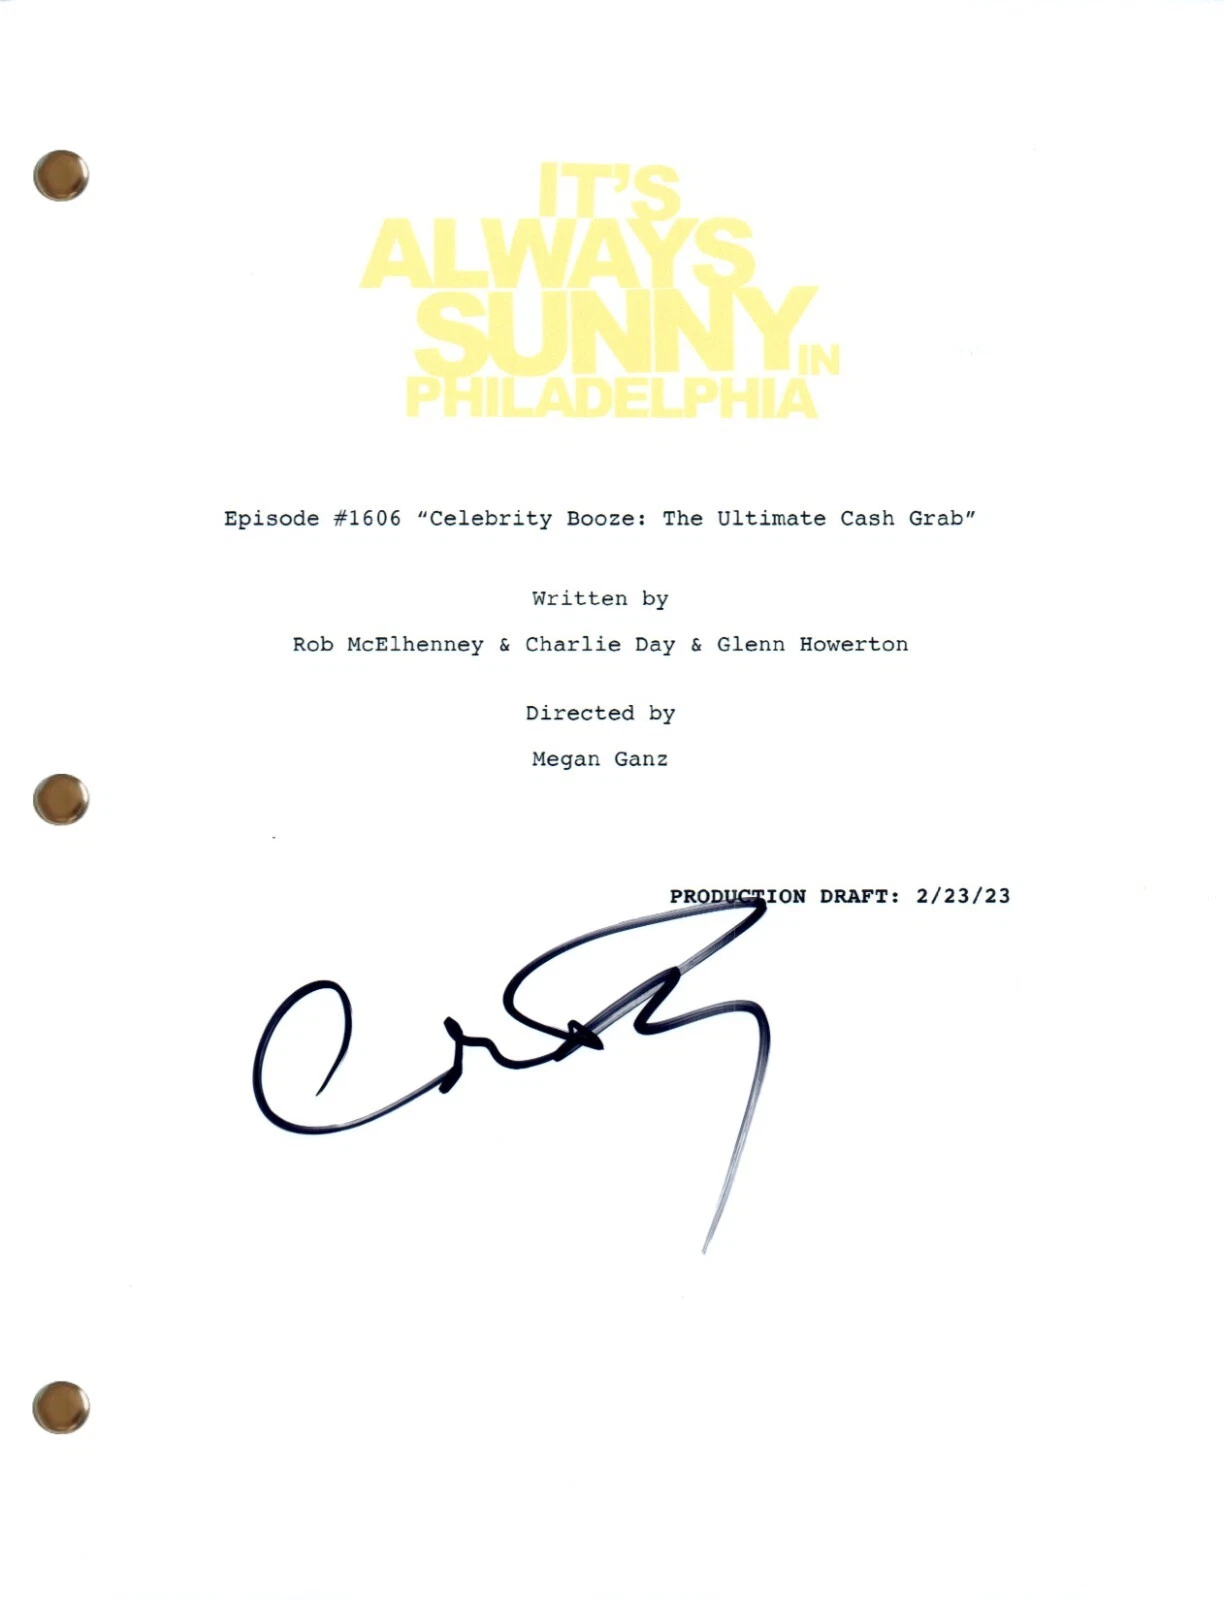 IT'S
ALWAYS
SUNNY IN
PHILADELPHIA
Episode #1606 “Celebrity Booze: The Ultimate Cash Grab”
Written by
Rob McElhenney & Charlie Day & Glenn Howerton
Directed by
Megan Ganz
PRODUCTION DRAFT: 2/23/23